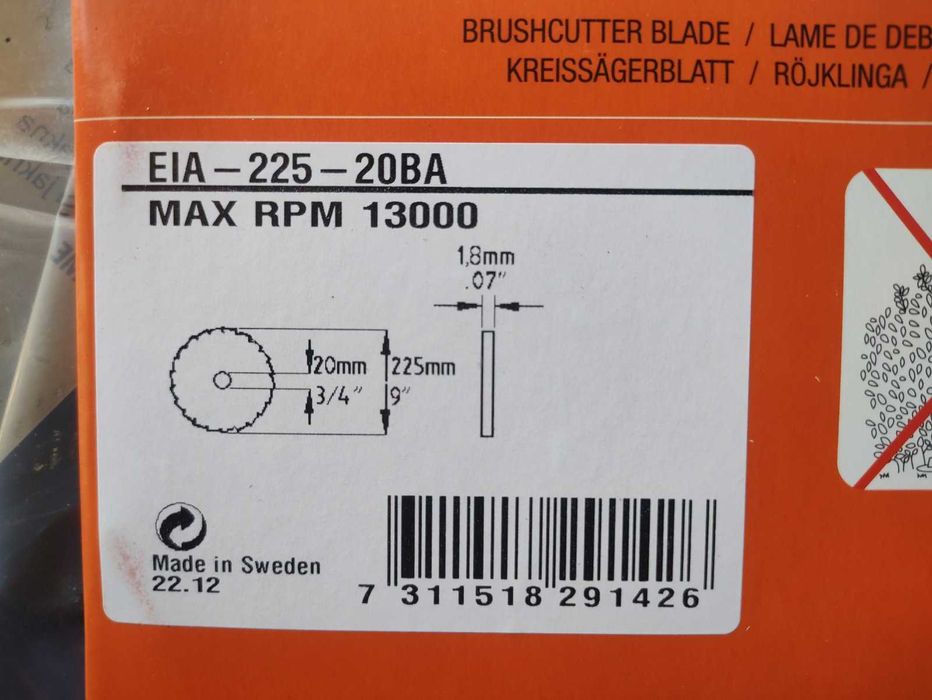 BRUSHCUTTER BLADE / LAME DE DEB
KREISSÄGERBLATT / RÖJKLINGA /
EIA-225-20BA
MAX RPM 13000
1,8mm
.07"
20mm
3/4"
225mm
9"
Made in Sweden
22.12
7 311518 291426